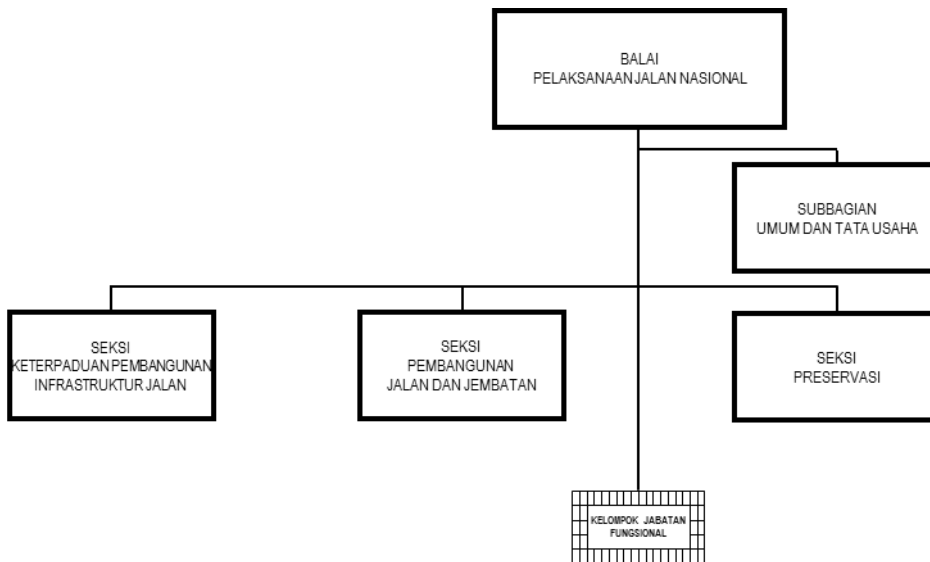 BALAI
PELAKSANAAN JALAN NASIONAL
SUBBAGIAN
UMUM DAN TATA USAHA
SEKSI
KETERPADUAN PEMBANGUNAN
INFRASTRUKTUR JALAN
SEKSI
PEMBANGUNAN
JALAN DAN JEMBATAN
SEKSI
PRESERVASI
KELOMPOK JABATAN
FUNGSIONAL